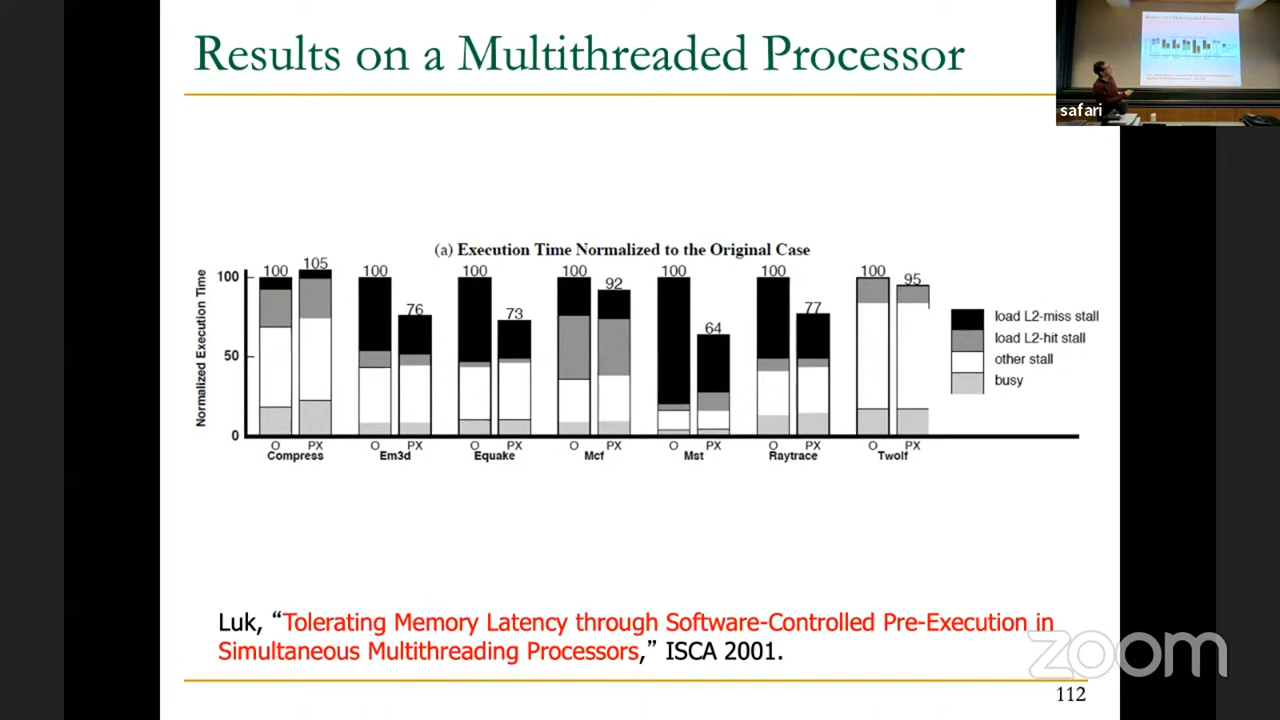 Results on a Multithreaded Processor
safari
(a) Execution Time Normalized to the Original Case
Normalized Execution Time
100
50
0
100 105 100 76 100 73 100 92 100 64 100 77 100 95
load L2-miss stall
load L2-hit stall
other stall
busy
O PX O PX O PX O PX O PX O PX O PX
Compress Em3d Equake Mcf Mst Raytrace Twolf
Luk, “Tolerating Memory Latency through Software-Controlled Pre-Execution in
Simultaneous Multithreading Processors,” ISCA 2001.
zoom
112